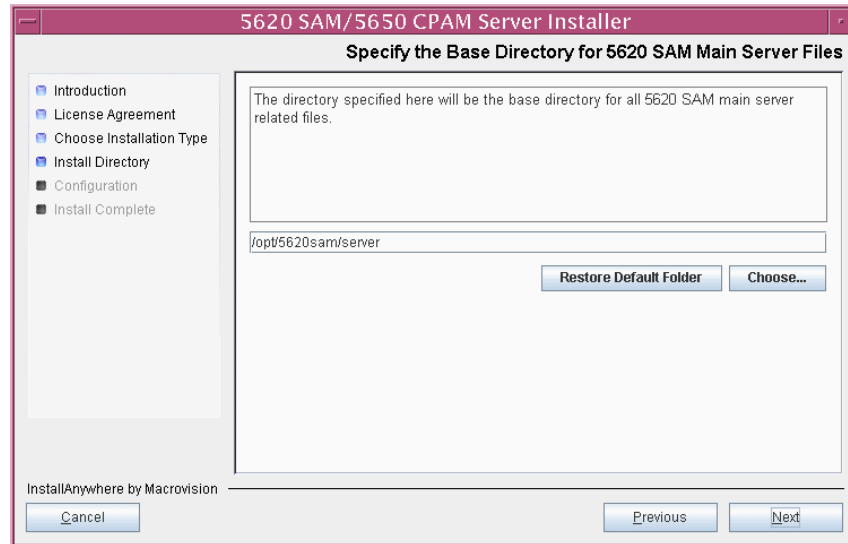 5620 SAM/5650 CPAM Server Installer
Specify the Base Directory for 5620 SAM Main Server Files
Introduction
License Agreement
Choose Installation Type
Install Directory
Configuration
Install Complete
The directory specified here will be the base directory for all 5620 SAM main server
related files.
/opt/5620sam/server
Restore Default Folder
Choose...
InstallAnywhere by Macrovision
Cancel
Previous
Next